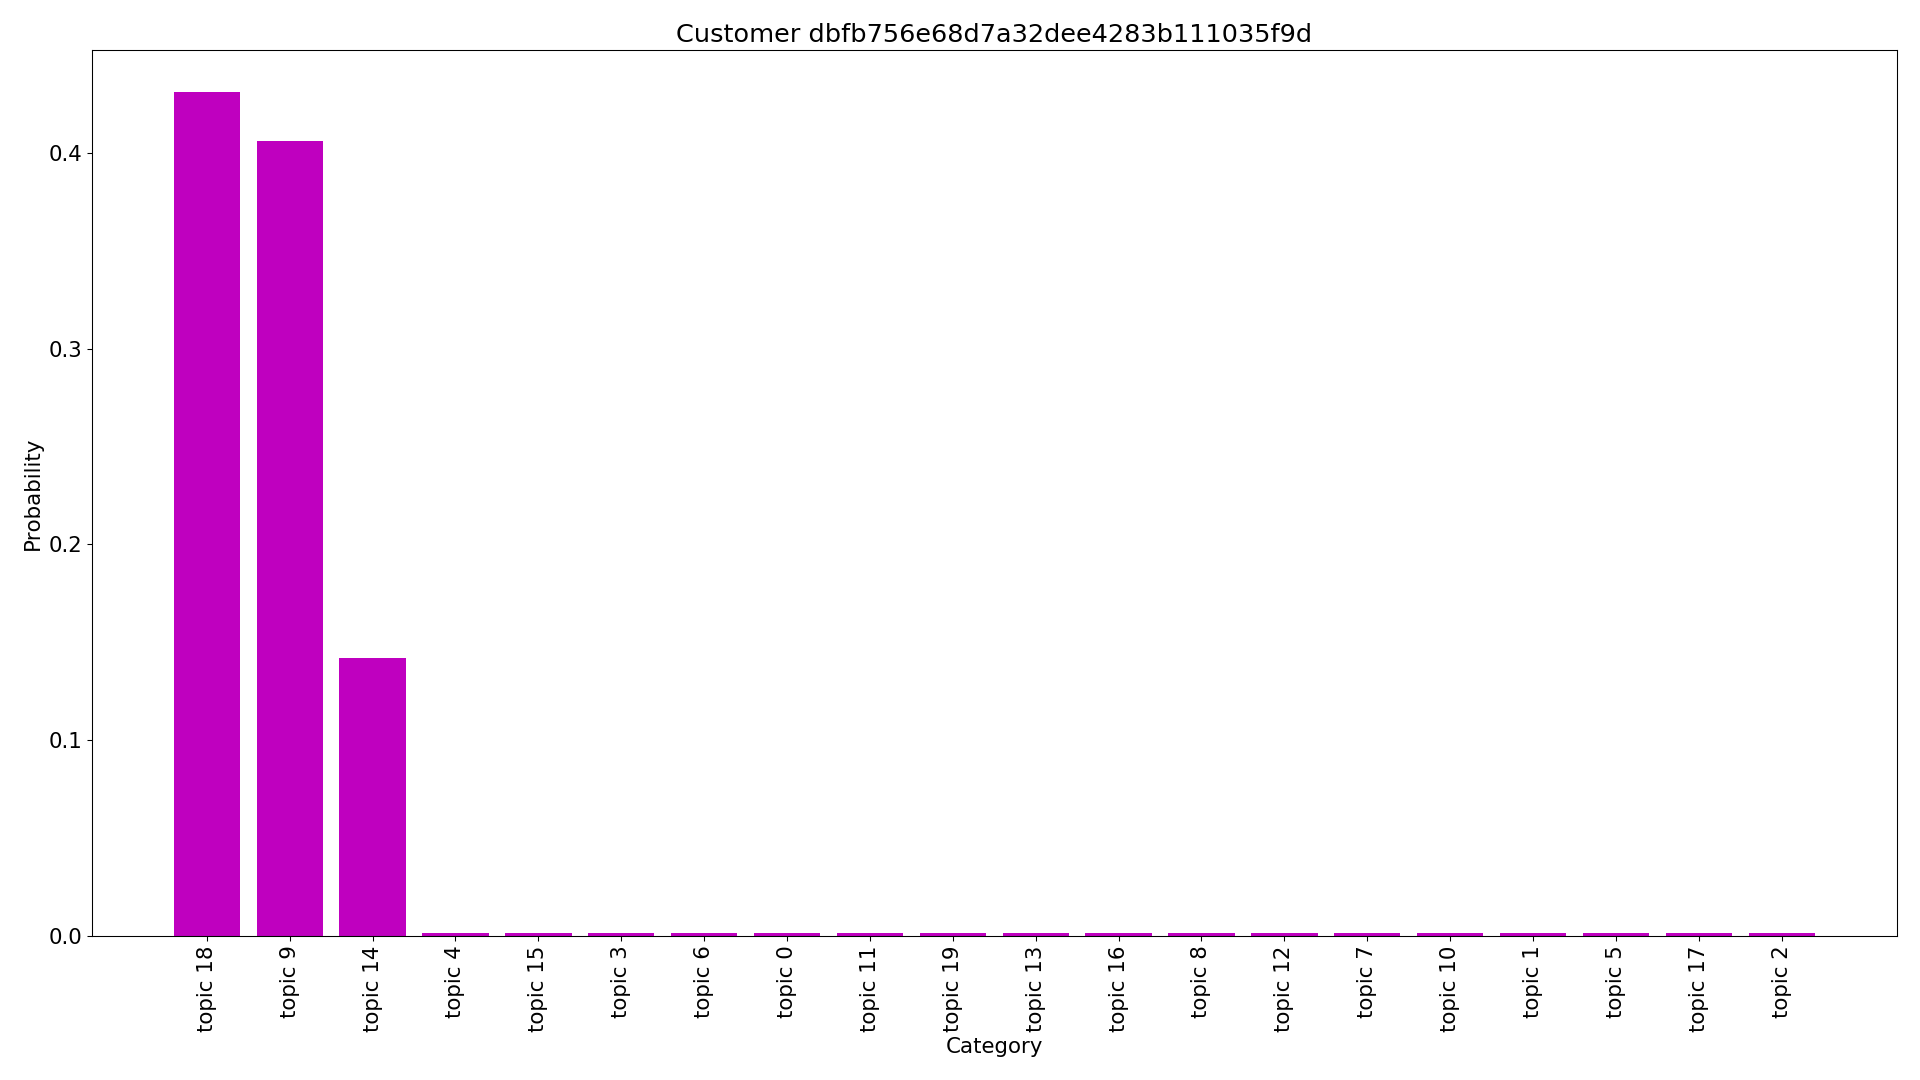 Customer dbfb756e68d7a32dee4283b111035f9d
Probability
0.4
0.3
0.2
0.1
0.0
topic 18
topic 9
topic 14
topic 4
topic 15
topic 3
topic 6
topic 0
topic 11
topic 19
topic 13
topic 16
topic 8
topic 12
topic 7
topic 10
topic 1
topic 5
topic 17
topic 2
Category